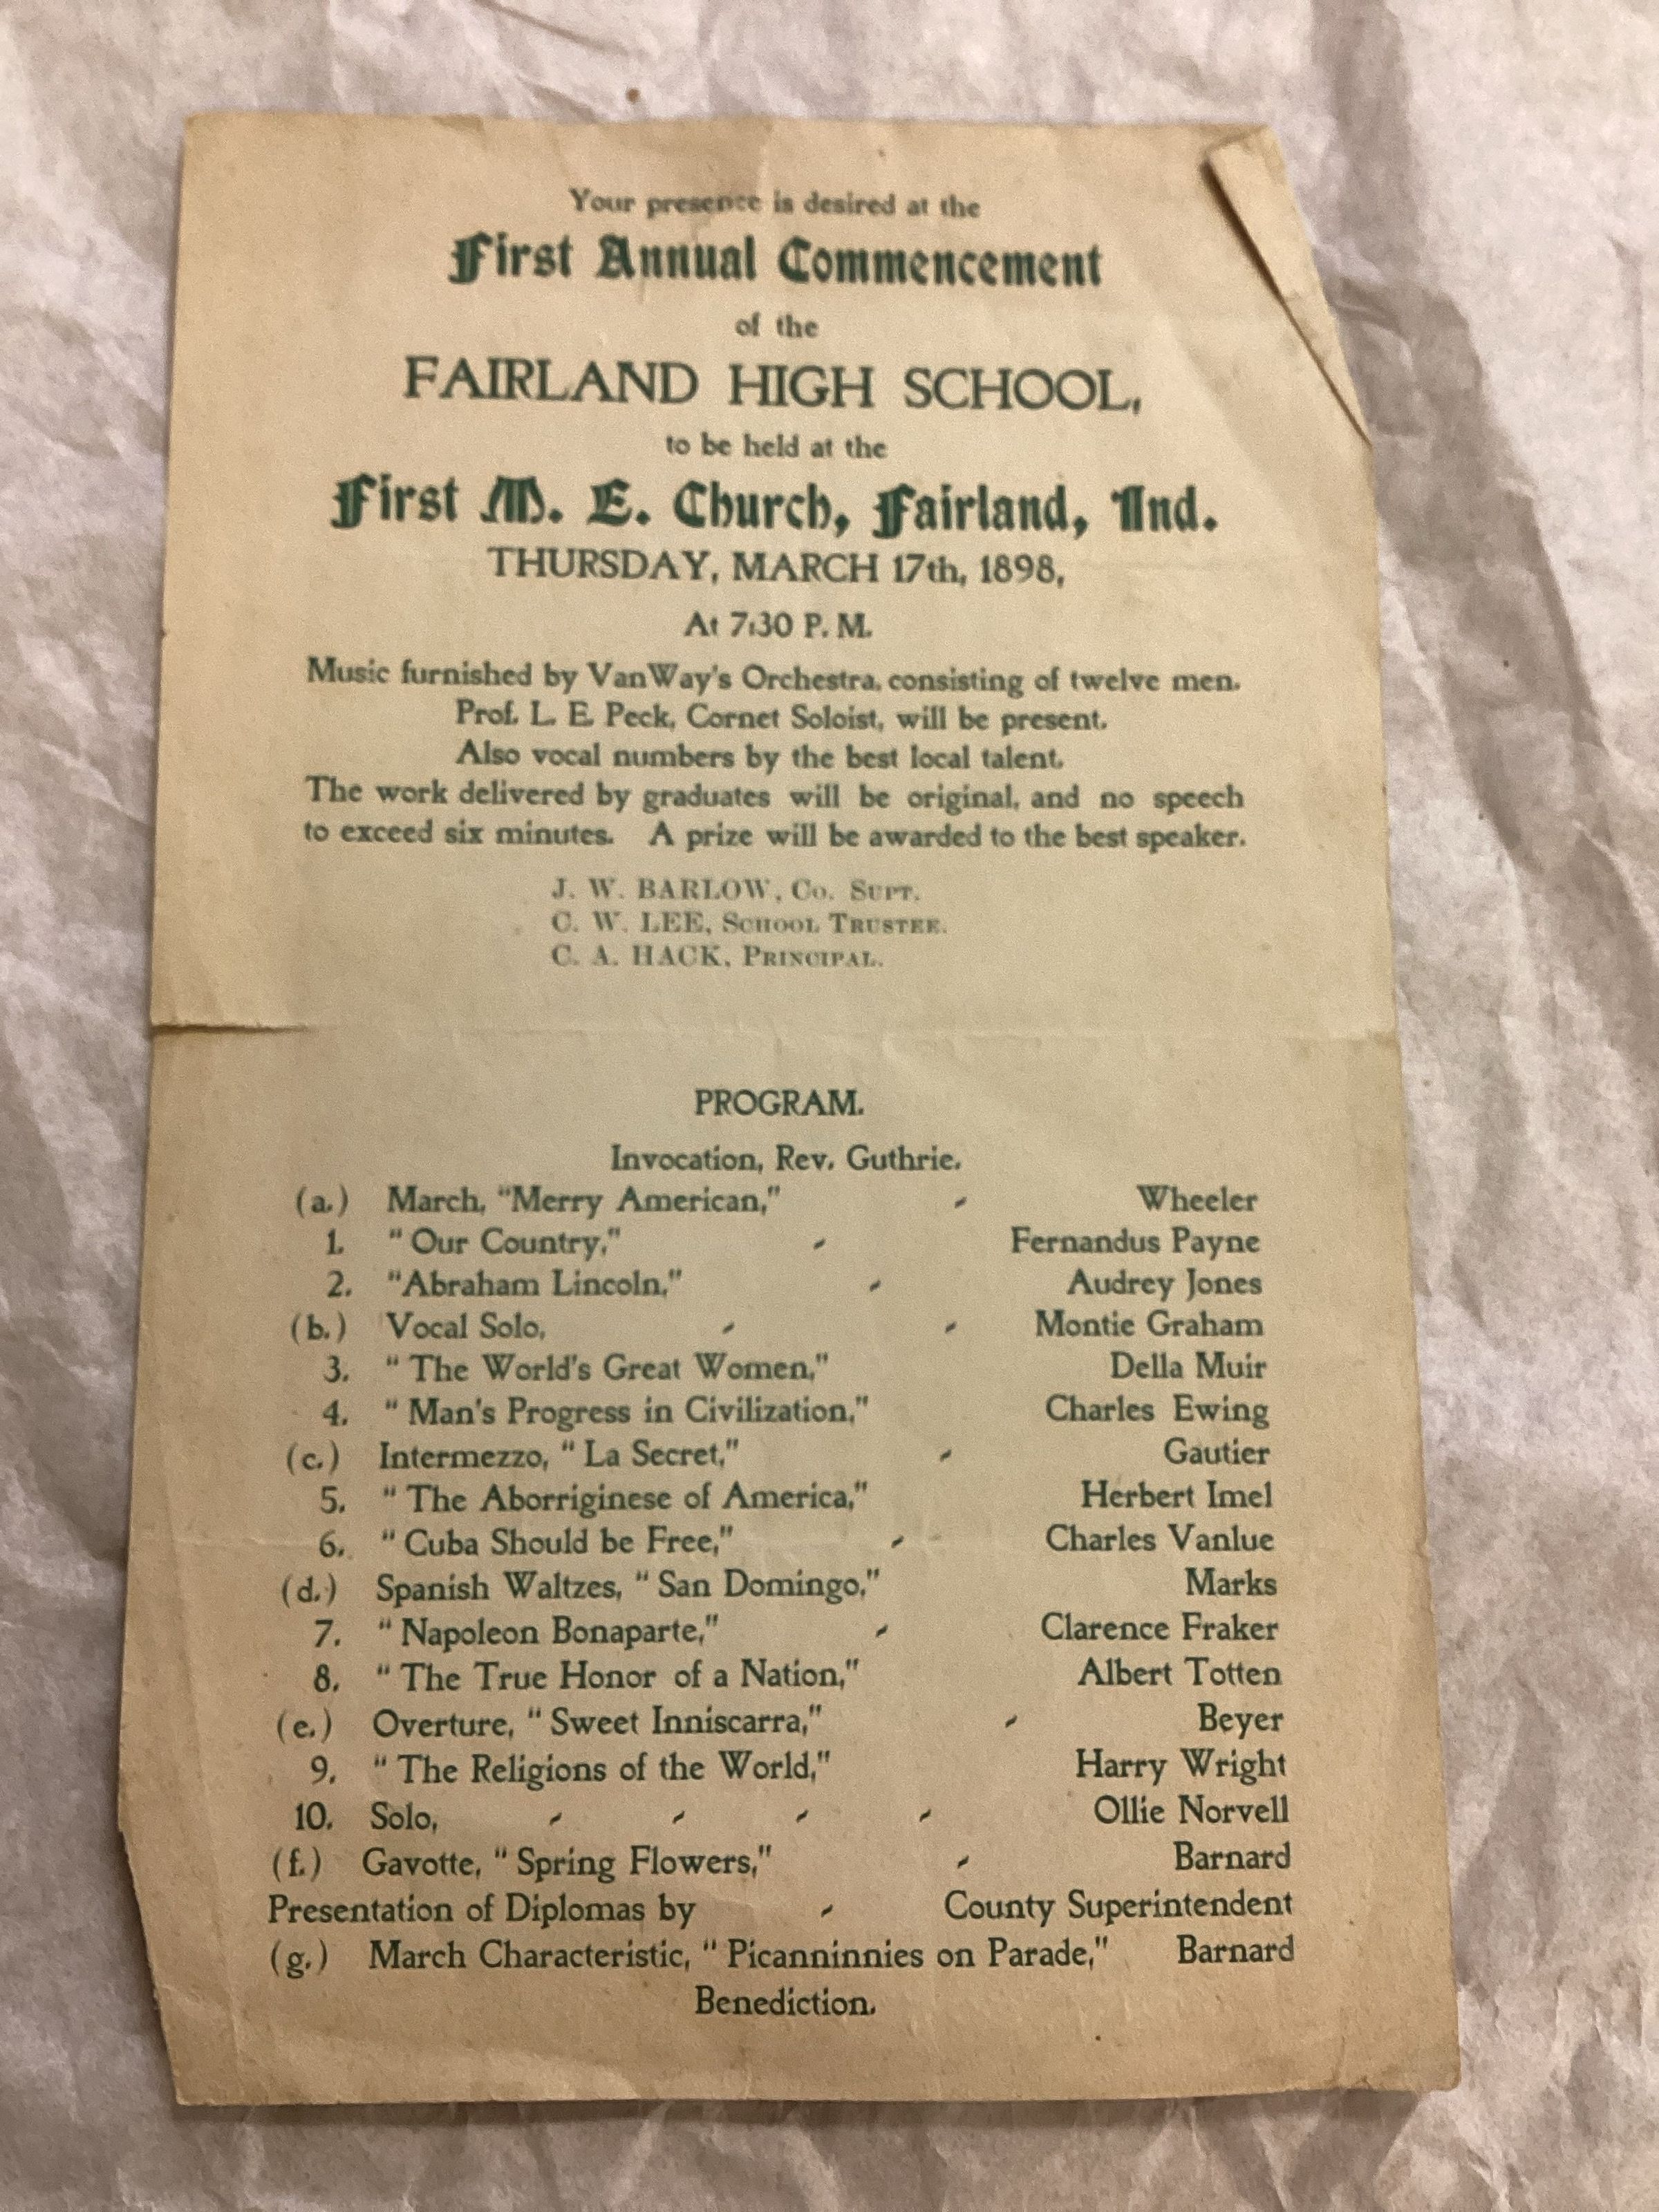 Your presence is desired at the
First Annual Commencement
of the
FAIRLAND HIGH SCHOOL,
to be held at the
First M. E. Church, Fairland, Ind.
THURSDAY, MARCH 17th, 1898,
At 7:30 P. M.
Music furnished by VanWay's Orchestra, consisting of twelve men.
Prof. L. E. Peck, Cornet Soloist, will be present.
Also vocal numbers by the best local talent.
The work delivered by graduates will be original, and no speech
to exceed six minutes. A prize will be awarded to the best speaker.
J. W. BARLOW, Co. Supt.
C. W. LEE, School Trustee.
C. A. HACK, Principal.
PROGRAM.
Invocation, Rev. Guthrie.
(a.) March, "Merry American," - Wheeler
1. "Our Country," - Fernandus Payne
2. "Abraham Lincoln," - Audrey Jones
(b.) Vocal Solo, - - Montie Graham
3. "The World's Great Women," Della Muir
4. "Man's Progress in Civilization," Charles Ewing
(c.) Intermezzo, "La Secret," - Gautier
5. "The Aborriginese of America," Herbert Imel
6. "Cuba Should be Free," - Charles Vanlue
(d.) Spanish Waltzes, "San Domingo," Marks
7. "Napoleon Bonaparte," - Clarence Fraker
8. "The True Honor of a Nation," Albert Totten
(e.) Overture, "Sweet Inniscarra," - Beyer
9. "The Religions of the World," Harry Wright
10. Solo, - - - - Ollie Norvell
(f.) Gavotte, "Spring Flowers," - Barnard
Presentation of Diplomas by - County Superintendent
(g.) March Characteristic, "Picanninnies on Parade," Barnard
Benediction.